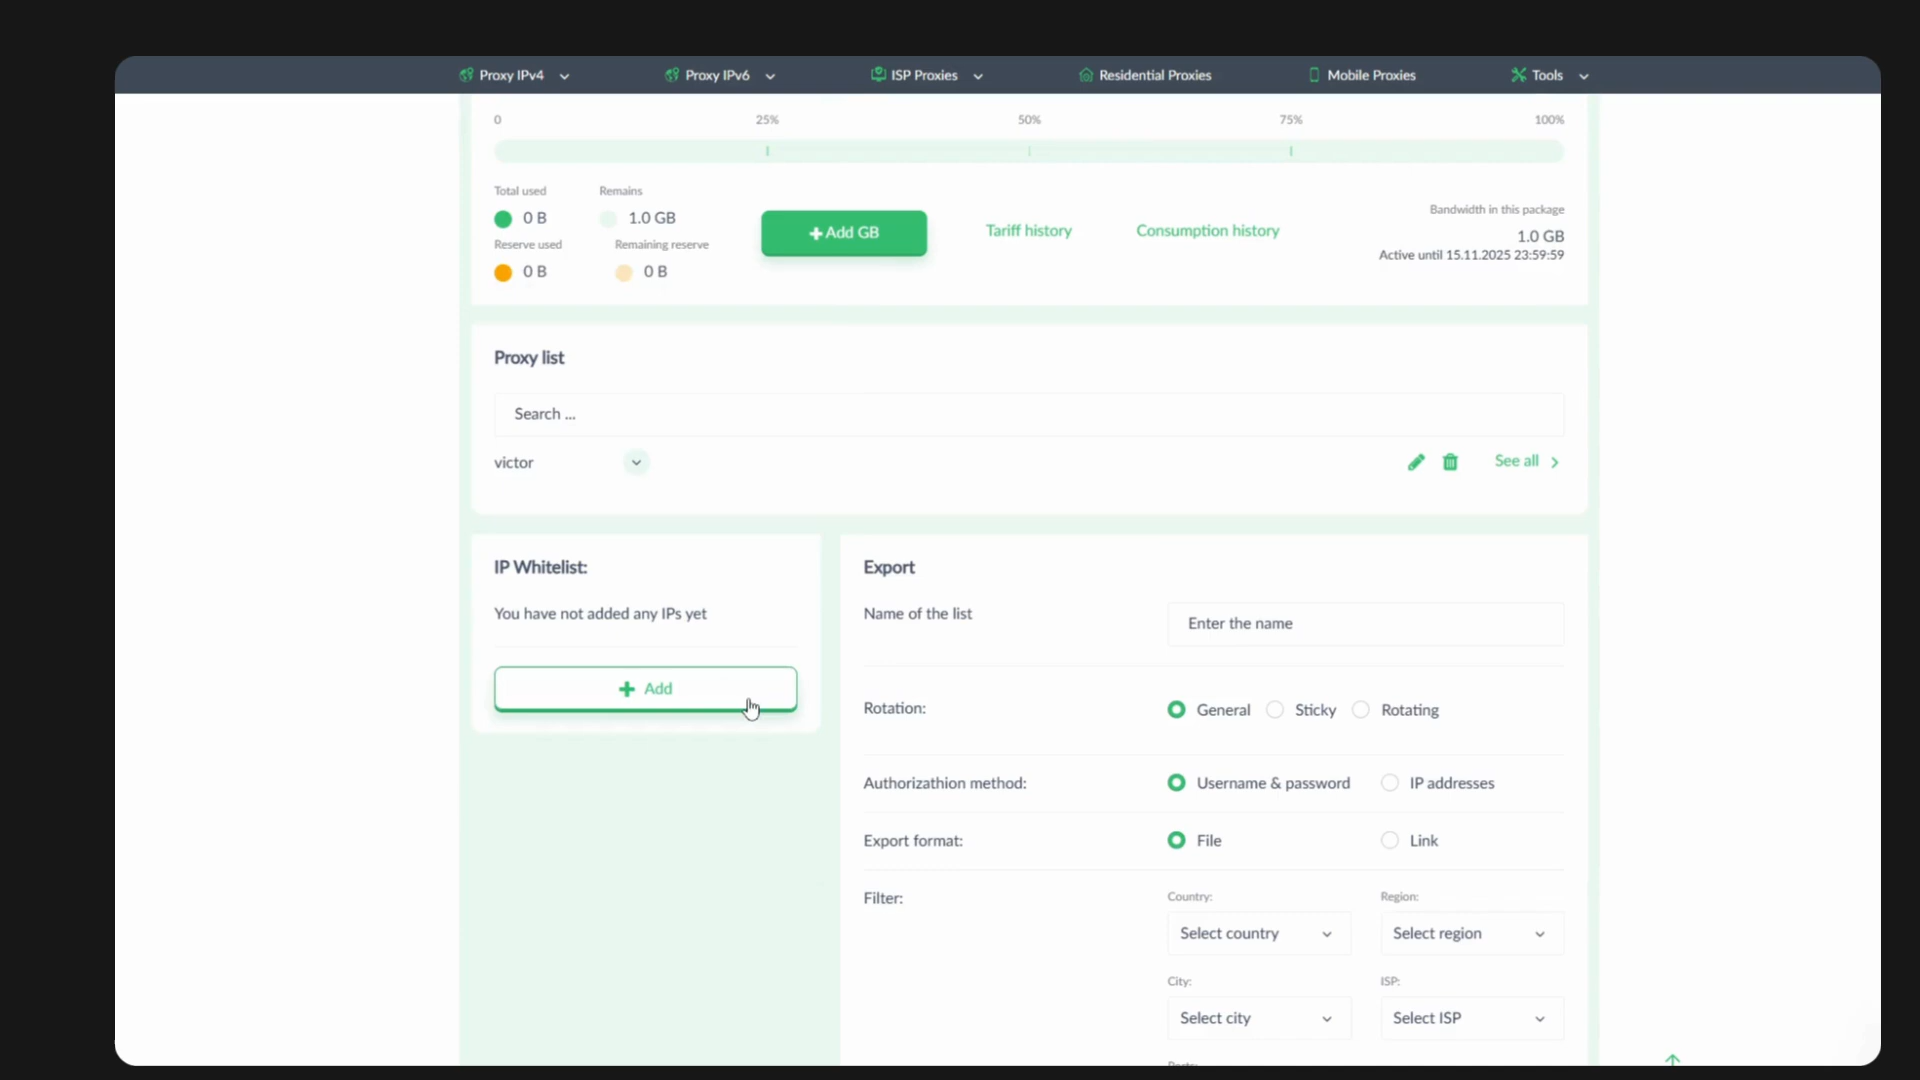 Proxy IPv4 Proxy IPv6 ISP Proxies Residential Proxies Mobile Proxies Tools
0 25% 50% 75% 100%
Total used Remains
0 B 1.0 GB
Reserve used Remaining reserve
0 B 0 B
Add GB
Tariff history
Consumption history
Bandwidth in this package
1.0 GB
Active until 15.11.2025 23:59:59
Proxy list
Search ...
victor
See all
IP Whitelist:
You have not added any IPs yet
Add
Export
Name of the list
Enter the name
Rotation:
General Sticky Rotating
Authorizathion method:
Username & password IP addresses
Export format:
File Link
Filter:
Country: Region:
Select country Select region
City: ISP:
Select city Select ISP